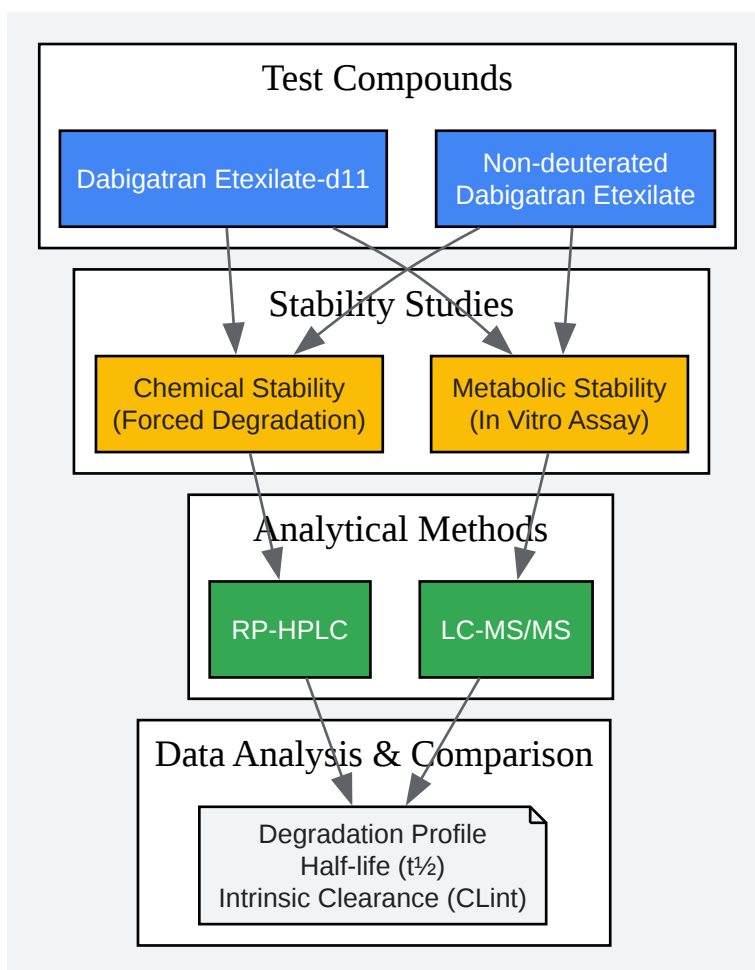 Test Compounds
Dabigatran Etexilate-d11
Non-deuterated
Dabigatran Etexilate
Stability Studies
Chemical Stability
(Forced Degradation)
Metabolic Stability
(In Vitro Assay)
Analytical Methods
RP-HPLC
LC-MS/MS
Data Analysis & Comparison
Degradation Profile
Half-life (t½)
Intrinsic Clearance (CLint)